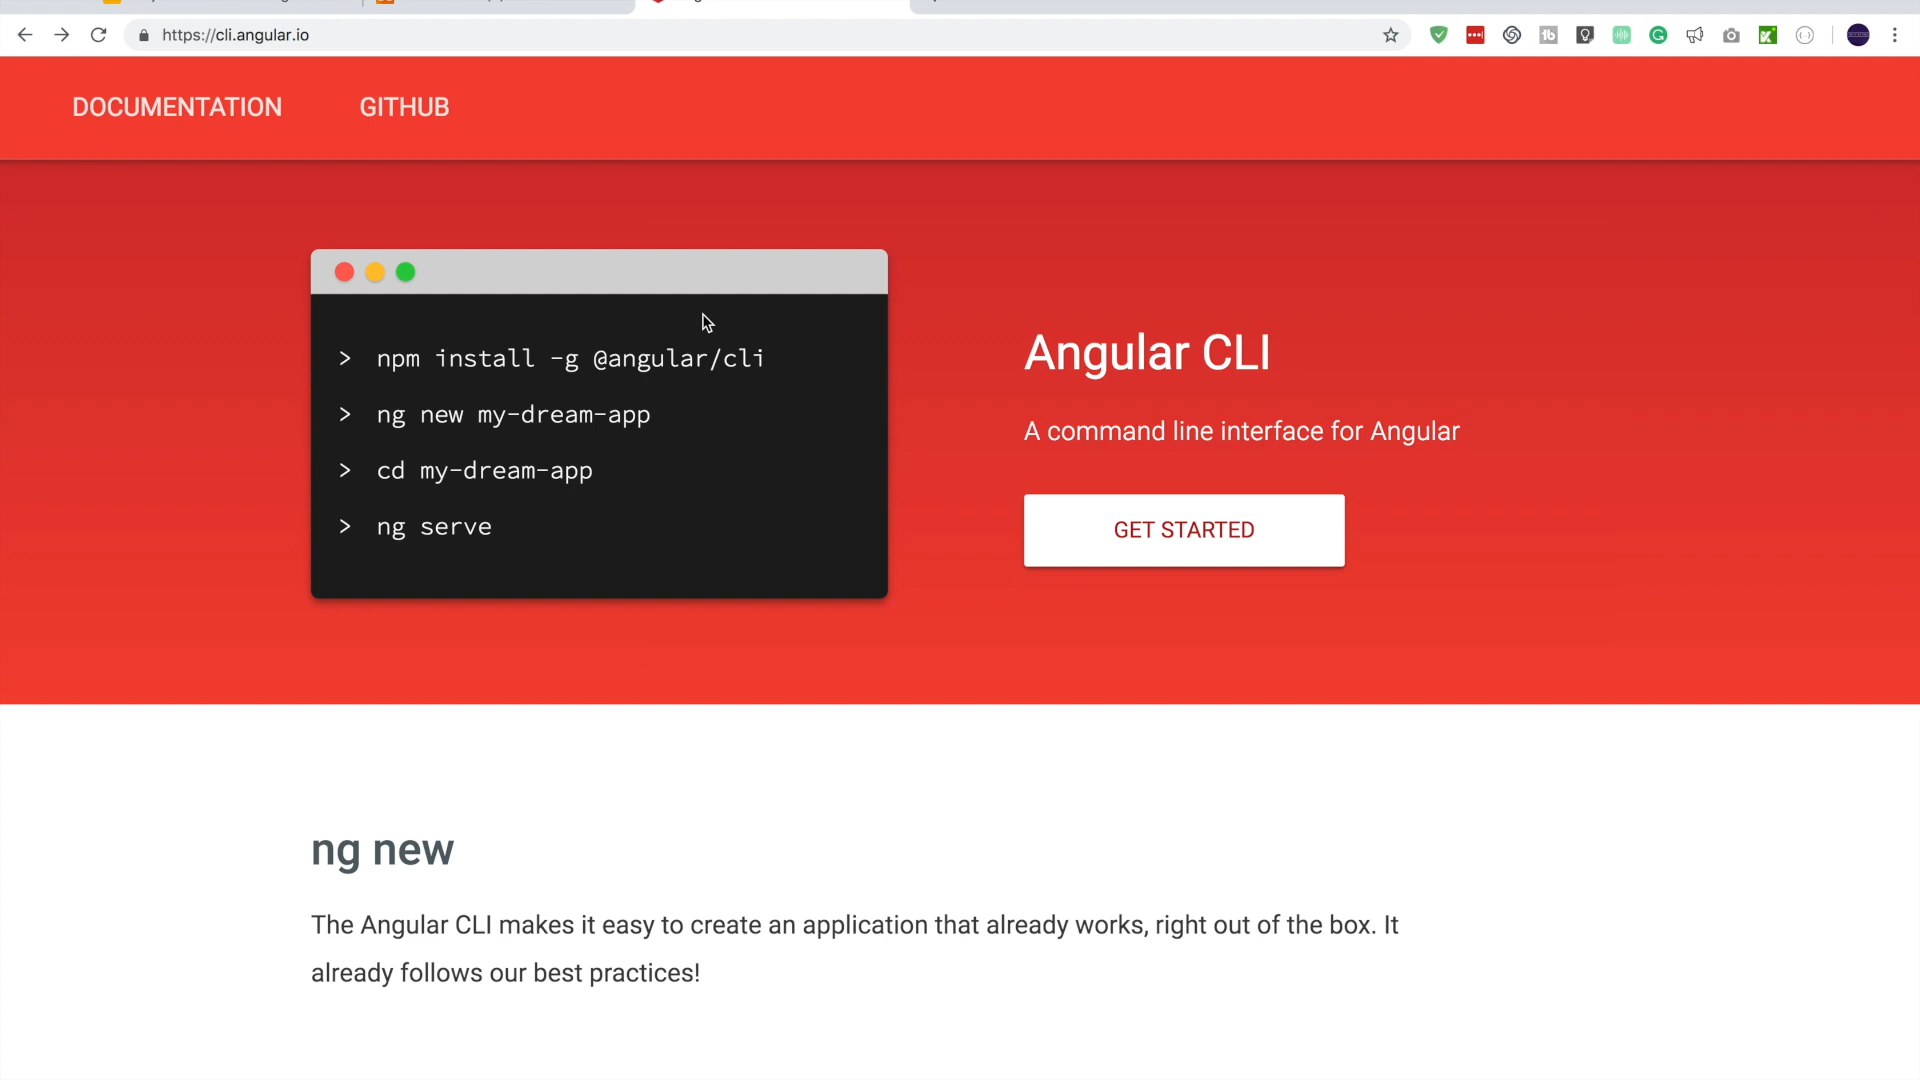 https://cli.angular.io
DOCUMENTATION GITHUB
> npm install -g @angular/cli
> ng new my-dream-app
> cd my-dream-app
> ng serve
Angular CLI
A command line interface for Angular
GET STARTED
ng new
The Angular CLI makes it easy to create an application that already works, right out of the box. It
already follows our best practices!